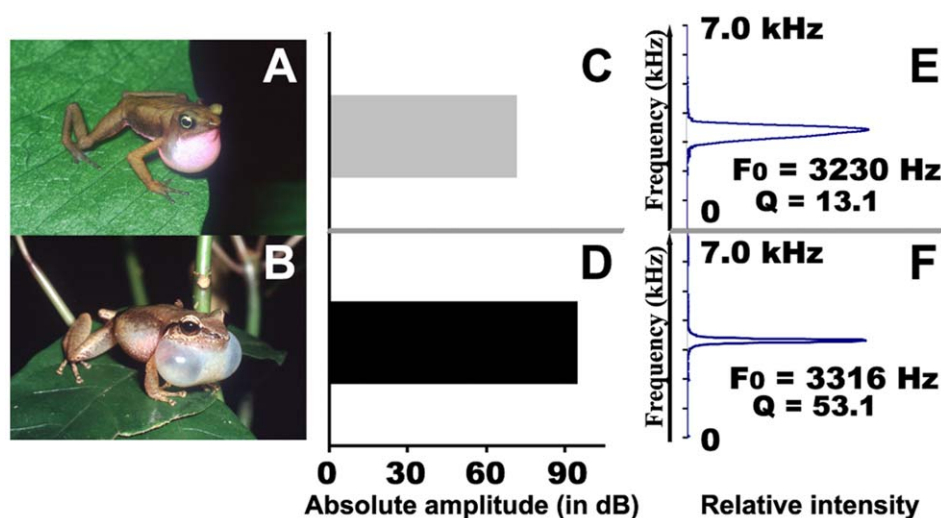 A
B
C
D
0
30
60
90
Absolute amplitude (in dB)
Frequency (kHz)
7.0 kHz
E
F0 = 3230 Hz
Q = 13.1
0
Frequency (kHz)
7.0 kHz
F
F0 = 3316 Hz
Q = 53.1
0
Relative intensity